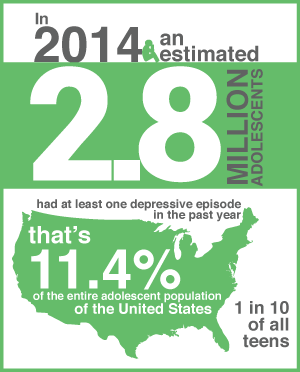 In
2014 an
estimated
2.8
MILLION
ADOLESCENTS
had at least one depressive episode
in the past year
that's
11.4%
of the entire adolescent population
of the United States
1 in 10
of all
teens